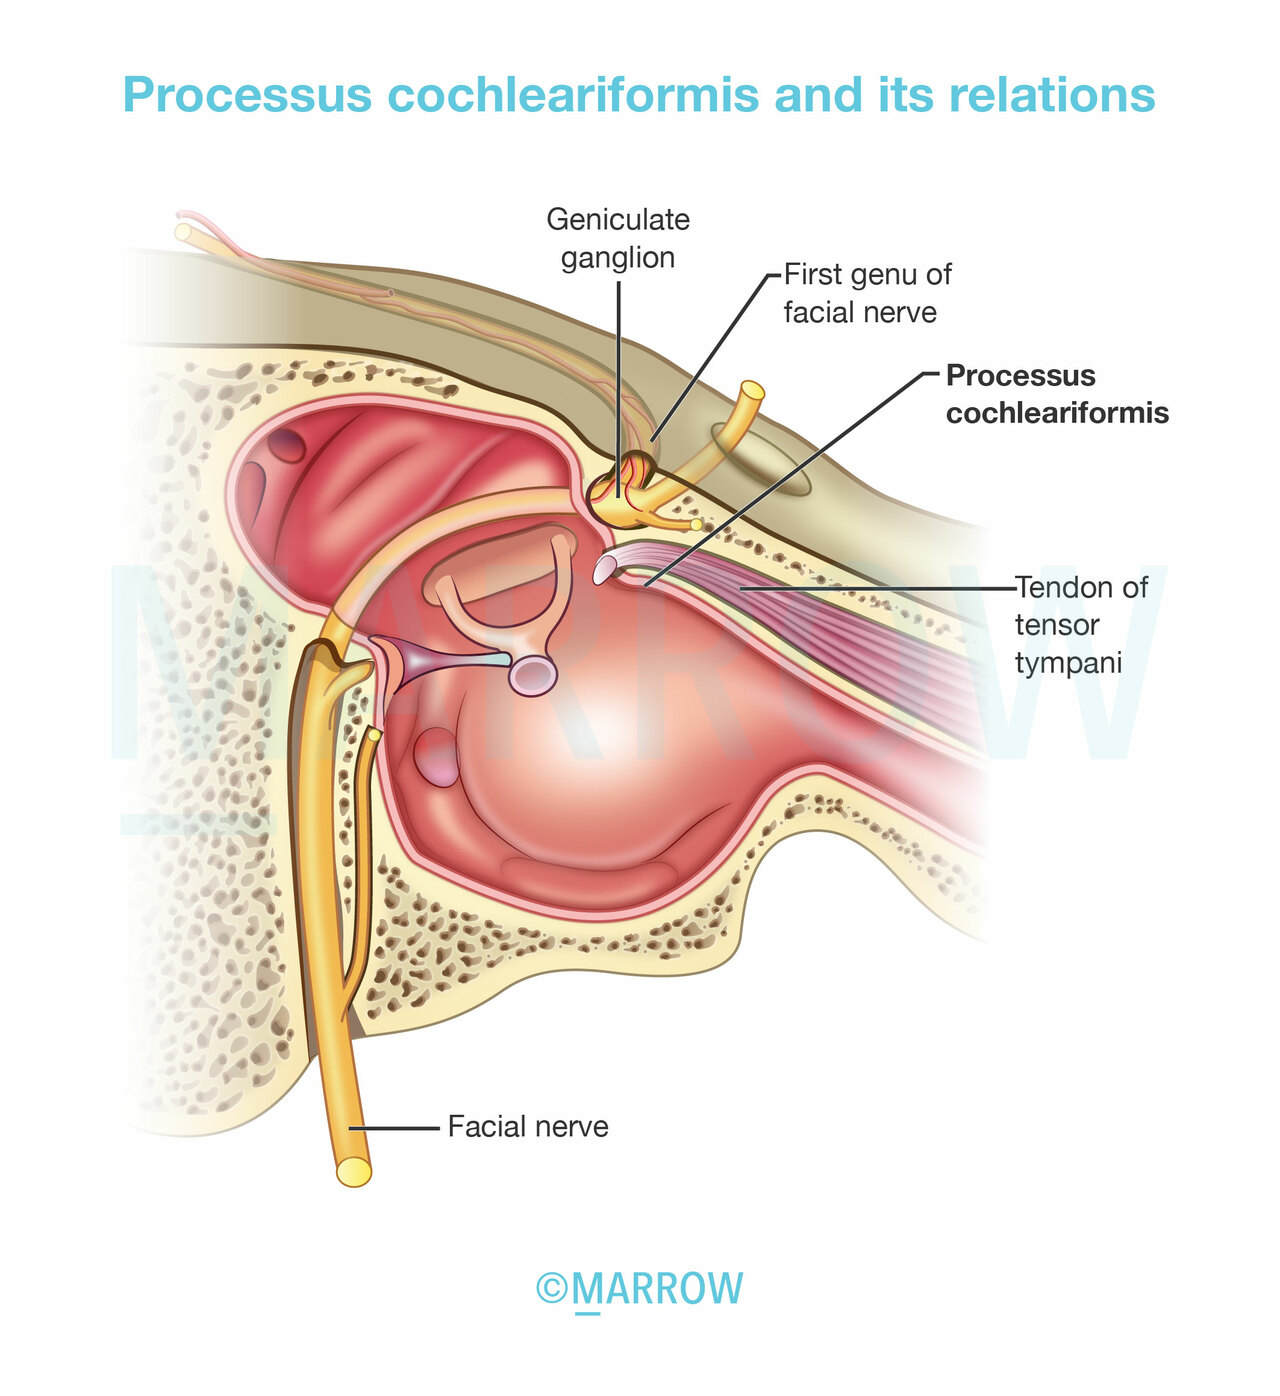 Processus cochleariformis and its relations
Geniculate
ganglion
First genu of
facial nerve
Processus
cochleariformis
Tendon of
tensor
tympani
MARROW
Facial nerve
©MARROW